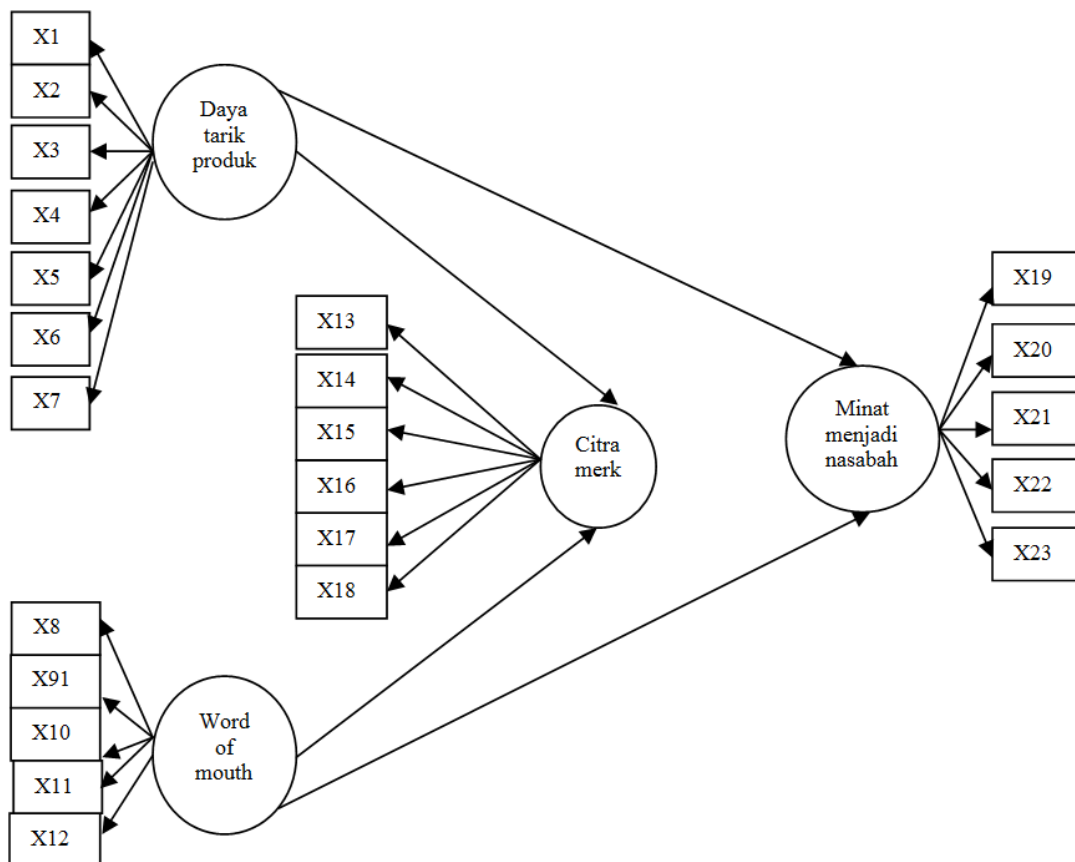 X1
X2
X3
X4
X5
X6
X7
Daya
tarik
produk
X13
X14
X15
X16
X17
X18
Citra
merk
Minat
menjadi
nasabah
X19
X20
X21
X22
X23
X8
X91
X10
X11
X12
Word
of
mouth